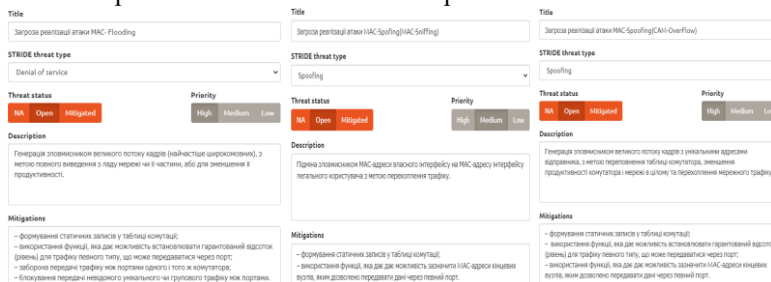 Title
Загроза реалізації атаки MAC- Flooding
STRIDE threat type
Denial of service
Threat status
Priority
NA Open Mitigated
High Medium Low
Description
Генерація зловмисником великого потоку кадрів (найчастіше широкомовних), з
метою повного виведення з ладу мережі чи її частини, або для зменшення її
продуктивності.
Mitigations
– формування статичних записів у таблиці комутації;
– використання функції, яка дає можливість встановлювати гарантований відсоток
(рівень) для трафіку певного типу, що може передаватися через порт;
– заборона передачі трафіку між портами одного і того ж комутатора;
– блокування передачі невідомого унікального чи групового трафіку між портами.
Title
Загроза реалізації атаки MAC-Spofing(MAC-Sniffing)
STRIDE threat type
Spoofing
Threat status
Priority
NA Open Mitigated
High Medium Low
Description
Підміна зловмисником MAC-адреси власного інтерфейсу на MAC-адресу інтерфейсу
легального користувача з метою перехоплення трафіку.
Mitigations
– формування статичних записів у таблиці комутації;
– використання функції, яка дає дає можливість зазначити MAC-адреси кінцевих
вузлів, яким дозволено передавати дані через певний порт.
Title
Загроза реалізації атаки MAC-Spoofing(CAM-OverFlow)
STRIDE threat type
Spoofing
Threat status
Priority
NA Open Mitigated
High Medium
Description
Генерація зловмисником великого потоку кадрів з унікальними адресами
відправника, з метою переповнення таблиці комутатора, зменшення
продуктивності комутатора і мережі в цілому та перехоплення мережного трафіку
Mitigations
– формування статичних записів у таблиці комутації;
– використання функції, яка дає можливість встановлювати гарантований
(рівень) для трафіку певного типу, що може передаватися через порт;
– використання функції, яка дає дає можливість зазначити MAC-адреси кінцевих
вузлів, яким дозволено передавати дані через певний порт.